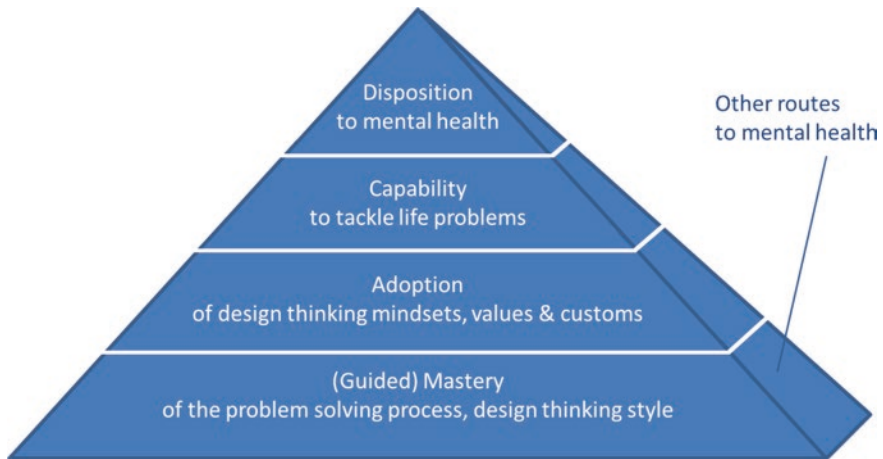 Disposition
to mental health
Other routes
to mental health
Capability
to tackle life problems
Adoption
of design thinking mindsets, values & customs
(Guided) Mastery
of the problem solving process, design thinking style